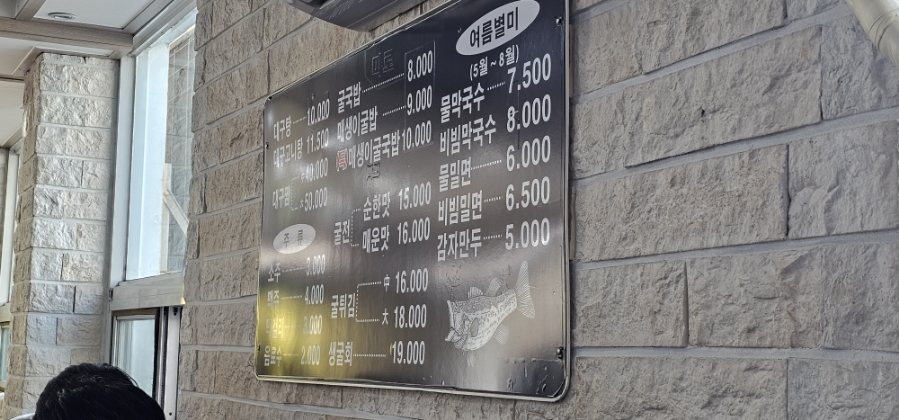 대구탕 10.000
대구고니탕 11.500
대구찜
50.000
주류
소주 3.000
맥주 4.000
3.000
음료수 2.000
굴국밥 8.000
매생이굴밥 9.000
매생이굴국밥 10.000
굴전 순한맛 15.000
매운맛 16.000
굴튀김 中 16.000
大 18.000
생굴회 19.000
여름별미
(5월 ~ 8월)
물막국수 7.500
비빔막국수 8.000
물밀면 6.000
비빔밀면 6.500
감자만두 5.000